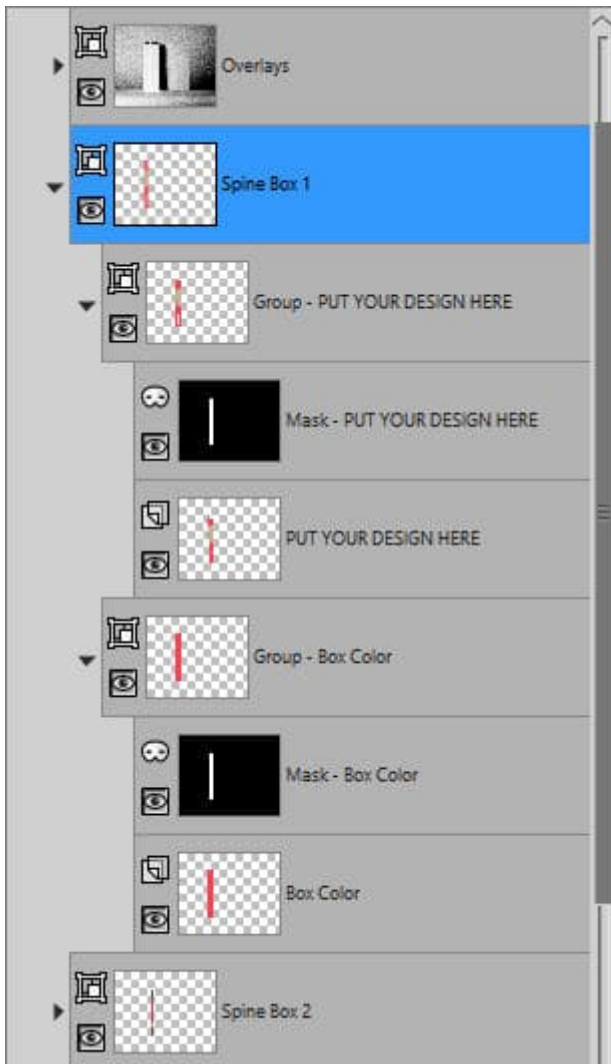 Overlays
Spine Box 1
Group - PUT YOUR DESIGN HERE
Mask - PUT YOUR DESIGN HERE
PUT YOUR DESIGN HERE
Group - Box Color
Mask - Box Color
Box Color
Spine Box 2